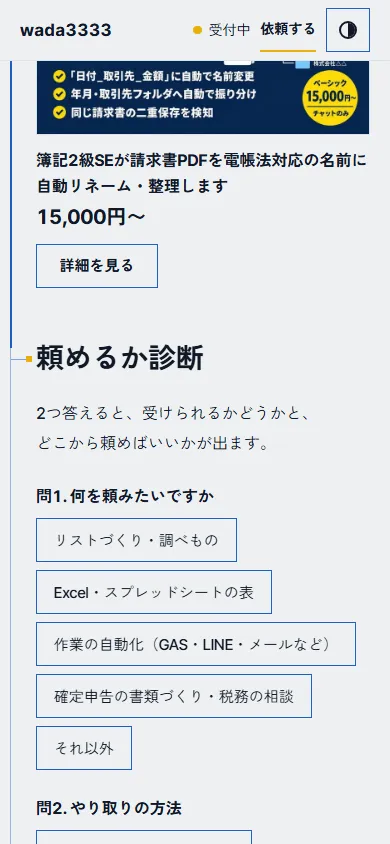 wada3333
受付中
依頼する
「日付_取引先_金額」に自動で名前変更
年月・取引先フォルダへ自動で振り分け
同じ請求書の二重保存を検知
株式会社△△
ベーシック
15,000円〜
チャットのみ
簿記2級SEが請求書PDFを電帳法対応の名前に
自動リネーム・整理します
15,000円〜
詳細を見る
頼めるか診断
2つ答えると、受けられるかどうかと、
どこから頼めばいいかが出ます。
問1. 何を頼みたいですか
リストづくり・調べもの
Excel・スプレッドシートの表
作業の自動化（GAS・LINE・メールなど）
確定申告の書類づくり・税務の相談
それ以外
問2. やり取りの方法